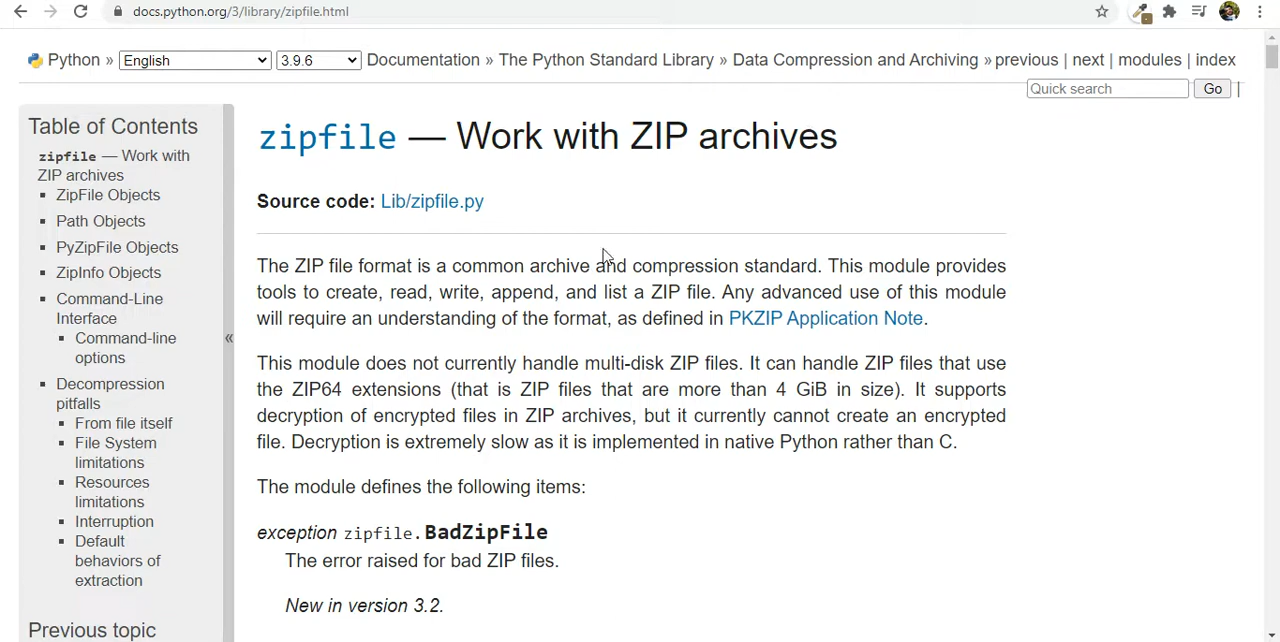 docs.python.org/3/library/zipfile.html
Python » English 3.9.6 Documentation » The Python Standard Library » Data Compression and Archiving » previous | next | modules | index
Quick search Go |
Table of Contents
zipfile — Work with
ZIP archives
ZipFile Objects
Path Objects
PyZipFile Objects
ZipInfo Objects
Command-Line
Interface
Command-line
options
Decompression
pitfalls
From file itself
File System
limitations
Resources
limitations
Interruption
Default
behaviors of
extraction
Previous topic
«
zipfile — Work with ZIP archives
Source code: Lib/zipfile.py
The ZIP file format is a common archive and compression standard. This module provides
tools to create, read, write, append, and list a ZIP file. Any advanced use of this module
will require an understanding of the format, as defined in PKZIP Application Note.
This module does not currently handle multi-disk ZIP files. It can handle ZIP files that use
the ZIP64 extensions (that is ZIP files that are more than 4 GiB in size). It supports
decryption of encrypted files in ZIP archives, but it currently cannot create an encrypted
file. Decryption is extremely slow as it is implemented in native Python rather than C.
The module defines the following items:
exception zipfile.BadZipFile
The error raised for bad ZIP files.
New in version 3.2.